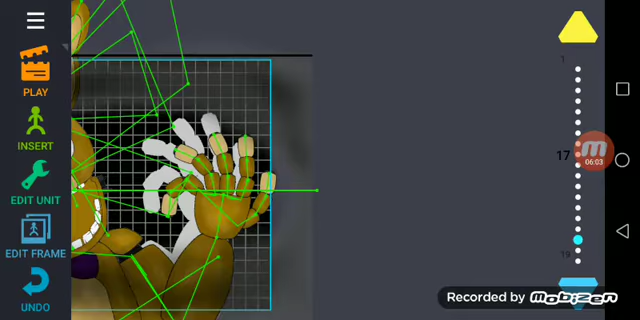 PLAY
INSERT
EDIT UNIT
EDIT FRAME
UNDO
1
17
19
06:03
Recorded by MOBIZEN